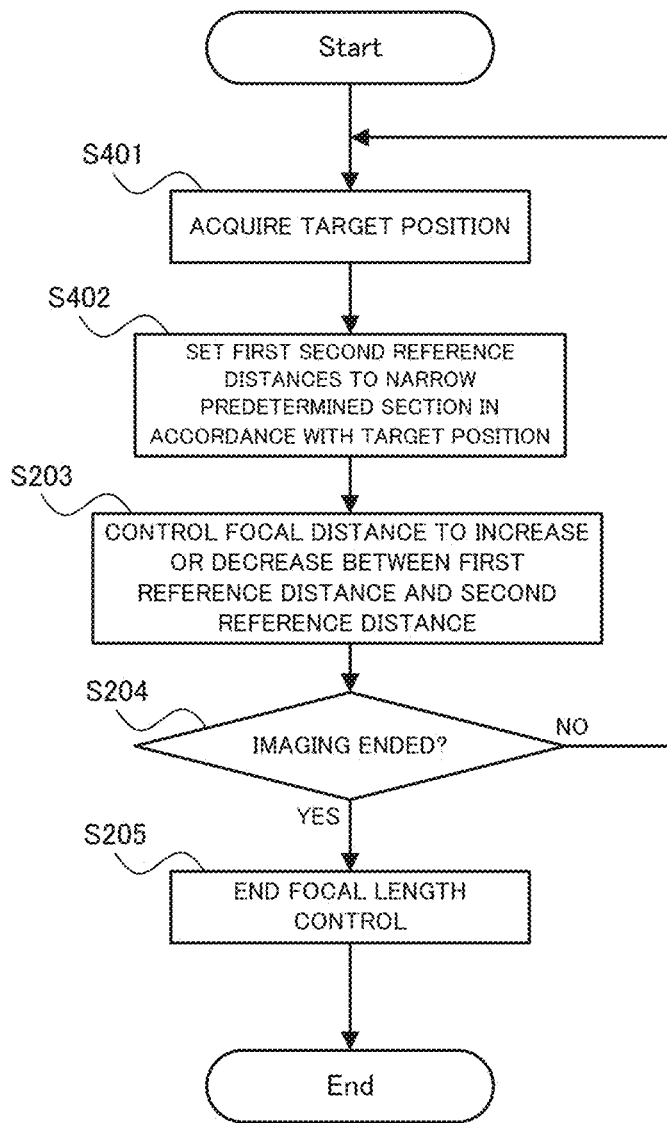 Start
S401
ACQUIRE TARGET POSITION
S402
SET FIRST SECOND REFERENCE
DISTANCES TO NARROW
PREDETERMINED SECTION IN
ACCORDANCE WITH TARGET POSITION
S203
CONTROL FOCAL DISTANCE TO INCREASE
OR DECREASE BETWEEN FIRST
REFERENCE DISTANCE AND SECOND
REFERENCE DISTANCE
S204
IMAGING ENDED?
NO
YES
S205
END FOCAL LENGTH
CONTROL
End